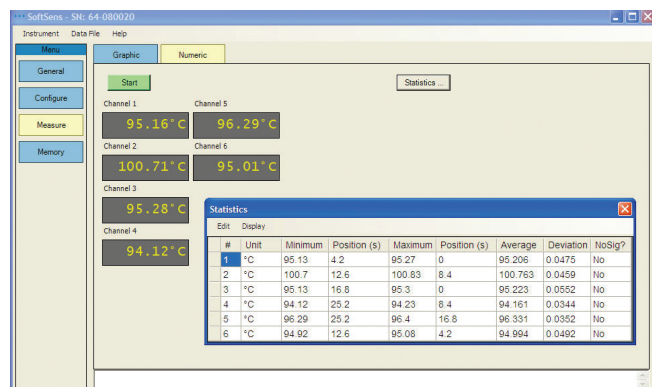 SoftSens - SN: 64-080020
Instrument Data File Help
Menu
General
Configure
Measure
Memory
Graphic Numeric
Start
Statistics ...
Channel 1 Channel 5
95.16°C 96.29°C
Channel 2 Channel 6
100.71°C 95.01°C
Channel 3
95.28°C
Channel 4
94.12°C
Statistics
Edit Display
# Unit Minimum Position (s) Maximum Position (s) Average Deviation NoSig?
1 °C 95.13 4.2 95.27 0 95.206 0.0475 No
2 °C 100.7 12.6 100.83 8.4 100.763 0.0459 No
3 °C 95.13 16.8 95.3 0 95.223 0.0552 No
4 °C 94.12 25.2 94.23 8.4 94.161 0.0344 No
5 °C 96.29 25.2 96.4 16.8 96.331 0.0352 No
6 °C 94.92 12.6 95.08 4.2 94.994 0.0492 No